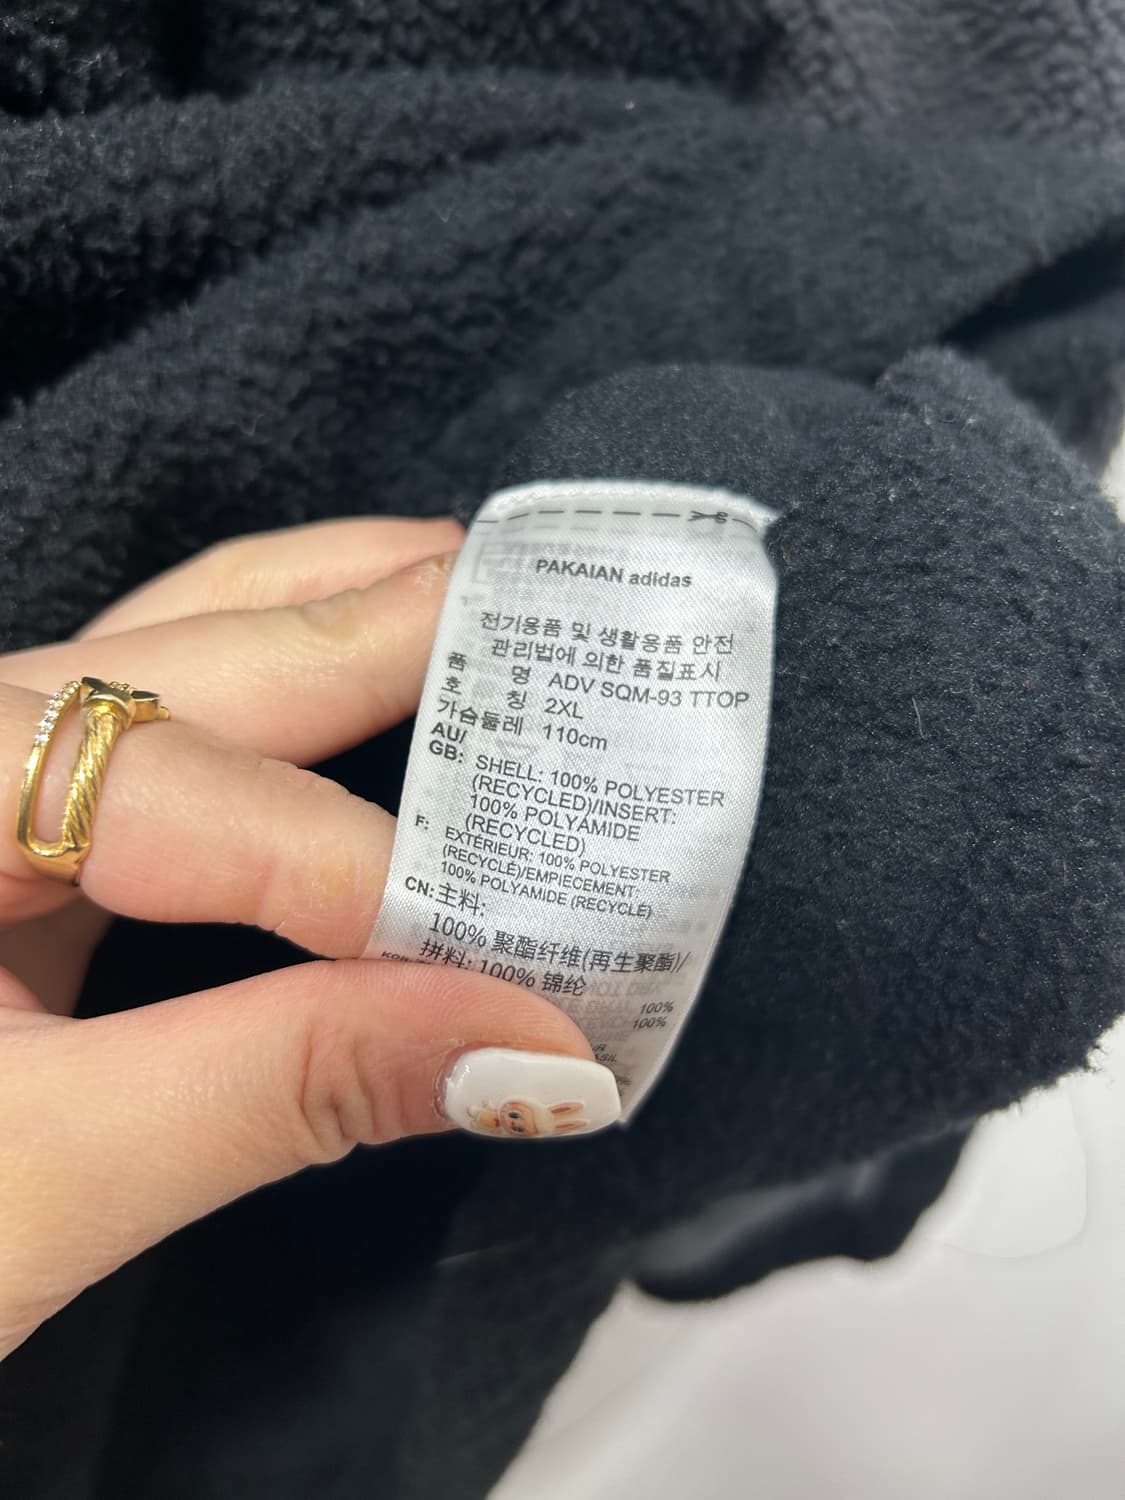 PAKAIAN adidas
전기용품 및 생활용품 안전
관리법에 의한 품질표시
품 명 ADV SQM-93 TTOP
호 칭 2XL
가슴둘레 110cm
AU/
GB: SHELL: 100% POLYESTER
(RECYCLED)/INSERT:
100% POLYAMIDE
(RECYCLED)
F: EXTÉRIEUR: 100% POLYESTER
(RECYCLÉ)/EMPIECEMENT:
100% POLYAMIDE (RECYCLÉ)
CN: 主料:
100% 聚酯纤维(再生聚酯)/
拼料: 100% 锦纶
100%
100%